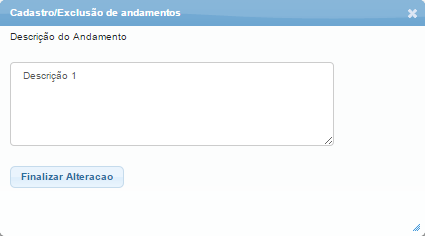 Cadastro/Exclusão de andamentos
Descrição do Andamento
Descrição 1
Finalizar Alteracao